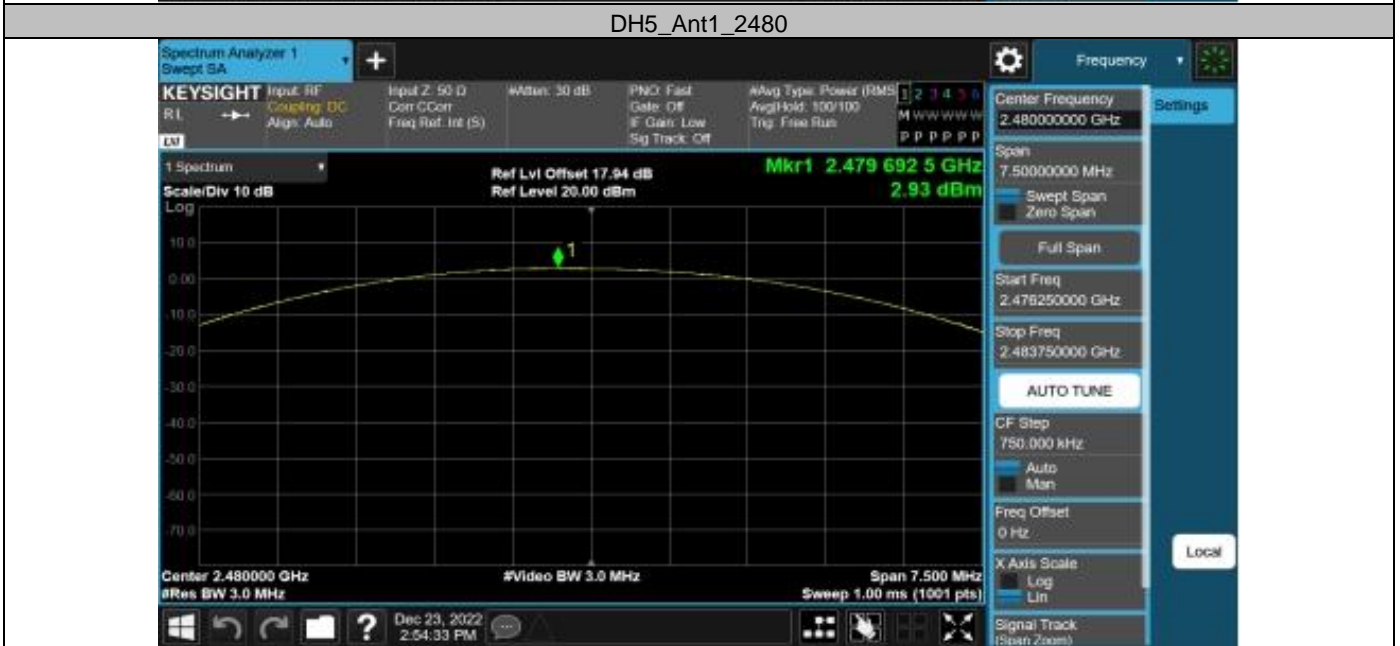 DH5_Ant1_2480
Spectrum Analyzer 1
Swept SA
+
Frequency
KEYSIGHT
RL
LXI
Input: RF
Coupling: DC
Align: Auto
Input Z: 50 Ω
Corr CCorr
Freq Ref: Int (S)
#Atten: 30 dB
PNO: Fast
Gate: Off
IF Gain: Low
Sig Track: Off
#Avg Type: Power (RMS
Avg|Hold: 100/100
Trig: Free Run
1 2 3 4 5 6
M W W W W W
P P P P P P
1 Spectrum
Scale/Div 10 dB
Log
Ref Lvl Offset 17.94 dB
Ref Level 20.00 dBm
Mkr1 2.479 692 5 GHz
2.93 dBm
1
10.0
0.00
-10.0
-20.0
-30.0
-40.0
-50.0
-60.0
-70.0
Center 2.480000 GHz
#Res BW 3.0 MHz
#Video BW 3.0 MHz
Span 7.500 MHz
Sweep 1.00 ms (1001 pts)
Center Frequency
2.480000000 GHz
Settings
Span
7.50000000 MHz
Swept Span
Zero Span
Full Span
Start Freq
2.476250000 GHz
Stop Freq
2.483750000 GHz
AUTO TUNE
CF Step
750.000 kHz
Auto
Man
Freq Offset
0 Hz
X Axis Scale
Log
Lin
Signal Track
(Span Zoom)
Local
?
Dec 23, 2022
2:54:33 PM